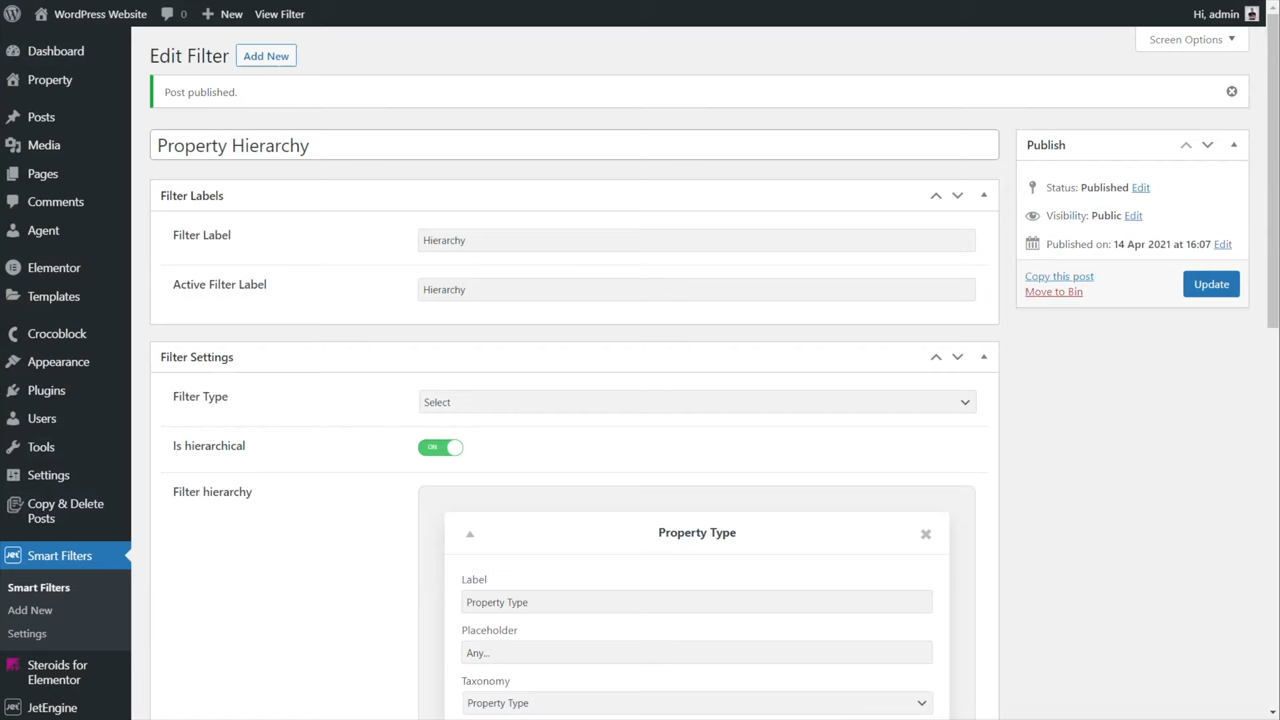 WordPress Website
0
New
View Filter
Hi, admin
Dashboard
Property
Posts
Media
Pages
Comments
Agent
Elementor
Templates
Crocoblock
Appearance
Plugins
Users
Tools
Settings
Copy & Delete
Posts
JET
Smart Filters
Smart Filters
Add New
Settings
Steroids for
Elementor
JET
JetEngine
Screen Options
Edit Filter
Add New
Post published.
Property Hierarchy
Filter Labels
Filter Label
Hierarchy
Active Filter Label
Hierarchy
Filter Settings
Filter Type
Select
Is hierarchical
ON
Filter hierarchy
Property Type
Label
Property Type
Placeholder
Any...
Taxonomy
Property Type
Publish
Status: Published Edit
Visibility: Public Edit
Published on: 14 Apr 2021 at 16:07 Edit
Copy this post
Move to Bin
Update